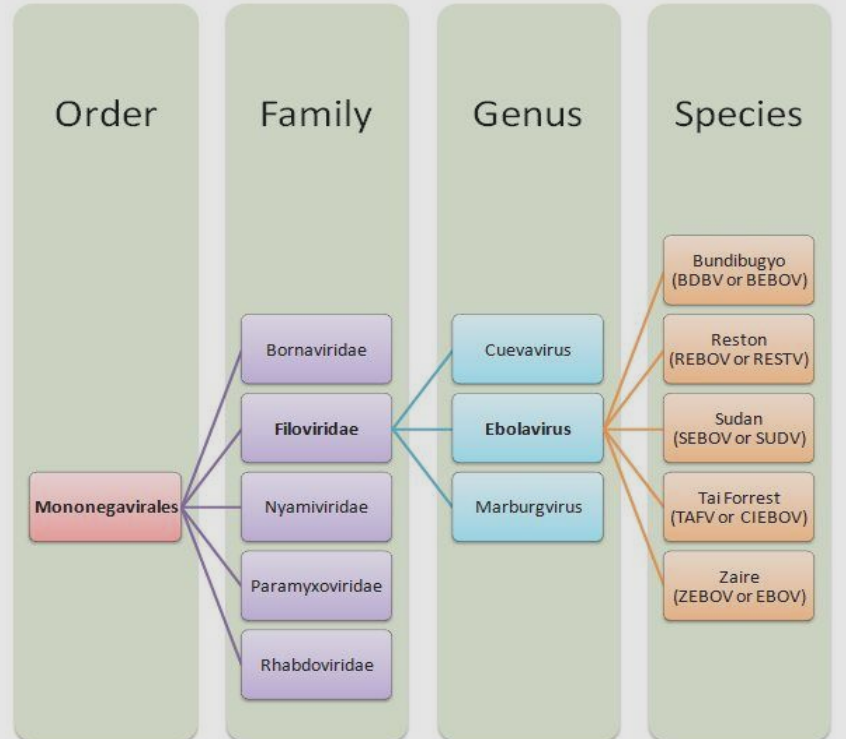 Order
Family
Genus
Species
Mononegavirales
Bornaviridae
Filoviridae
Nyamiviridae
Paramyxoviridae
Rhabdoviridae
Cuevavirus
Ebolavirus
Marburgvirus
Bundibugyo
(BDBV or BEBOV)
Reston
(REBOV or RESTV)
Sudan
(SEBOV or SUDV)
Tai Forrest
(TAFV or CIEBOV)
Zaire
(ZEBOV or EBOV)